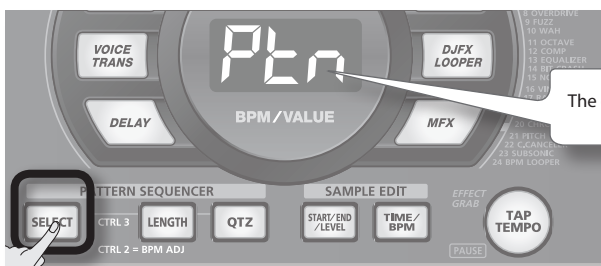 8 OVERDRIVE
9 FUZZ
10 WAH
11 OCTAVE
12 COMP
13 EQUALIZER
VOICE TRANS
Ptn
DJFX LOOPER
The
DELAY
BPM/VALUE
MFX
21 PITCH
22 C.CANCEL
23 SUBSONIC
24 BPM LOOPER
PATTERN SEQUENCER
SAMPLE EDIT
EFFECT GRAB
SELECT
CTRL 3
LENGTH
QTZ
START/END
/LEVEL
TIME/
BPM
TAP
TEMPO
CTRL 2 = BPM ADJ
PAUSE